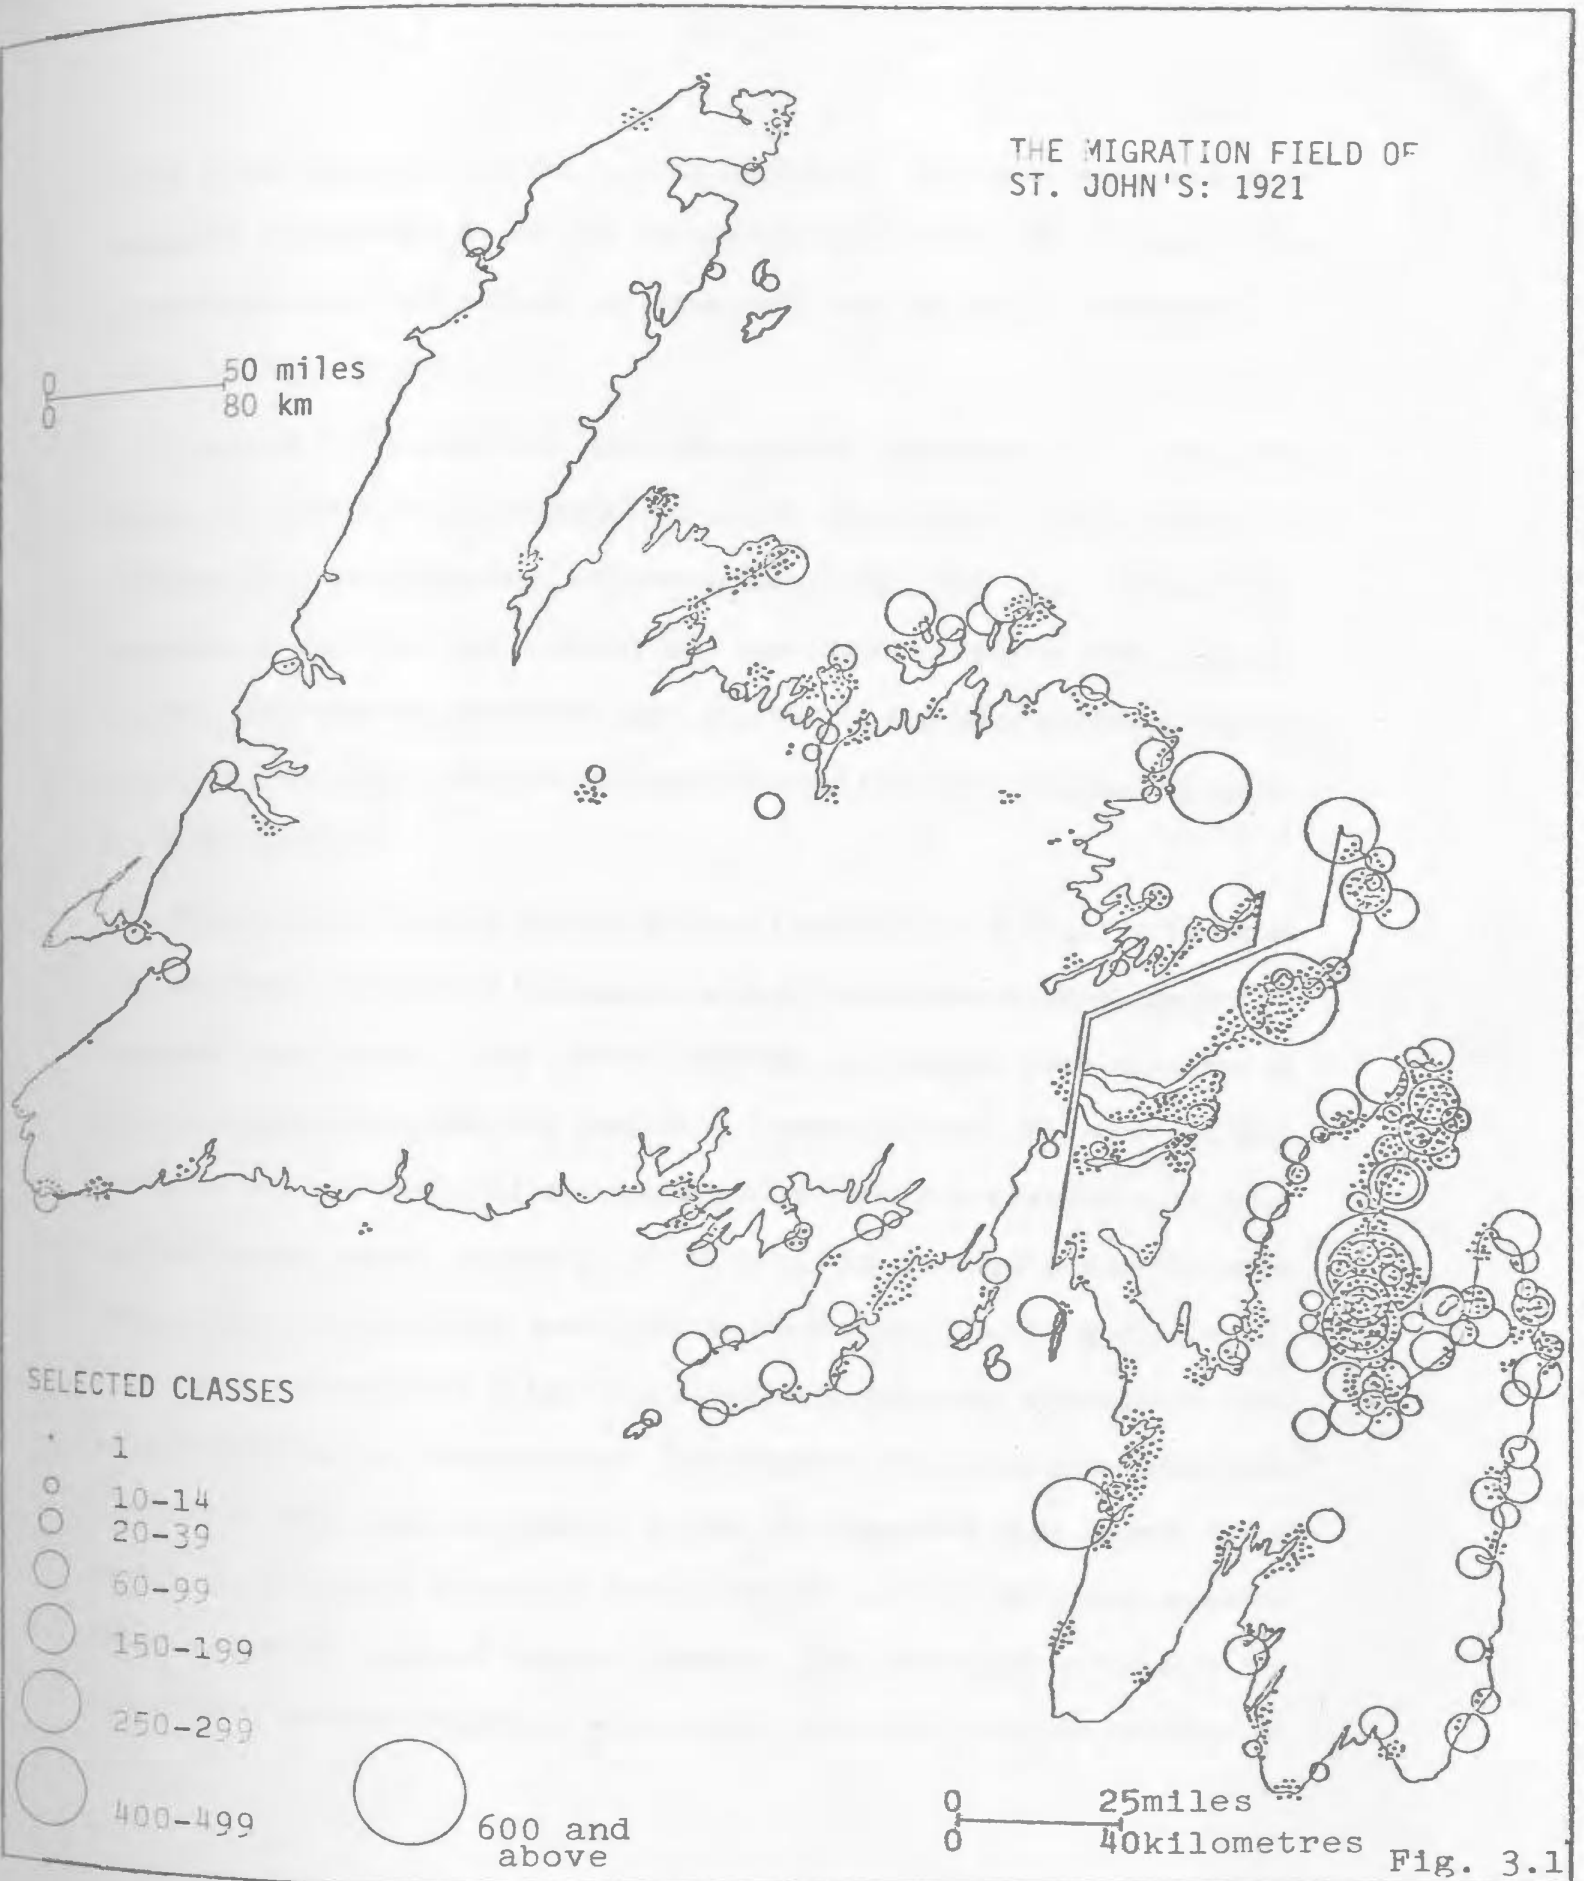 THE MIGRATION FIELD OF
ST. JOHN'S: 1921
0 50 miles
0 80 km
SELECTED CLASSES
1
10-14
20-39
60-99
150-199
250-299
400-499
600 and
above
0 25miles
0 40kilometres
Fig. 3.1